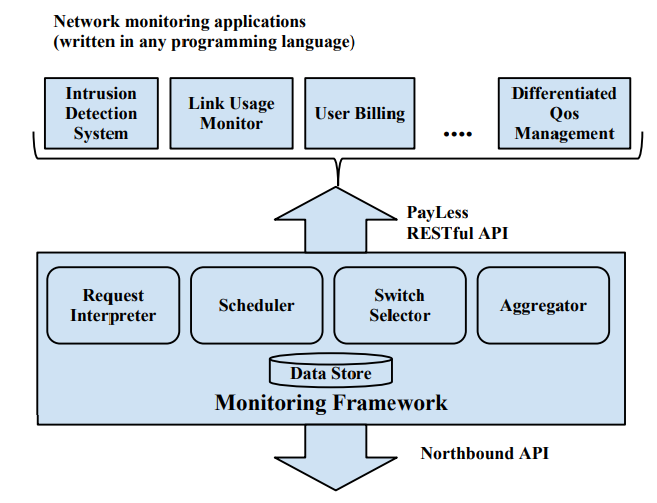 Network monitoring applications
(written in any programming language)
Intrusion
Detection
System
Link Usage
Monitor
User Billing
....
Differentiated
Qos
Management
PayLess
RESTful API
Request
Interpreter
Scheduler
Switch
Selector
Aggregator
Data Store
Monitoring Framework
Northbound API